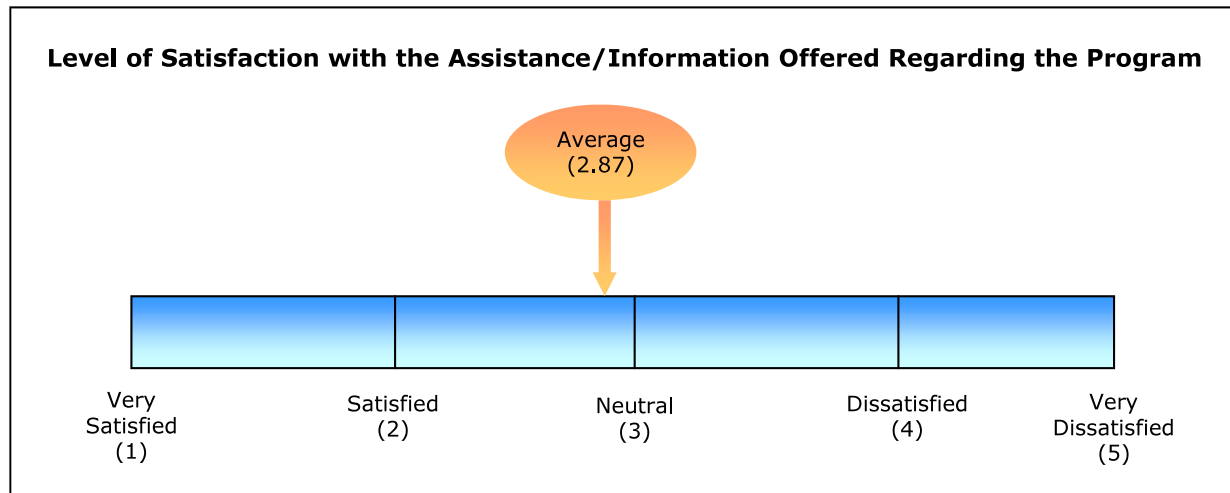 Level of Satisfaction with the Assistance/Information Offered Regarding the Program
Average
(2.87)
Very
Satisfied
(1)
Satisfied
(2)
Neutral
(3)
Dissatisfied
(4)
Very
Dissatisfied
(5)